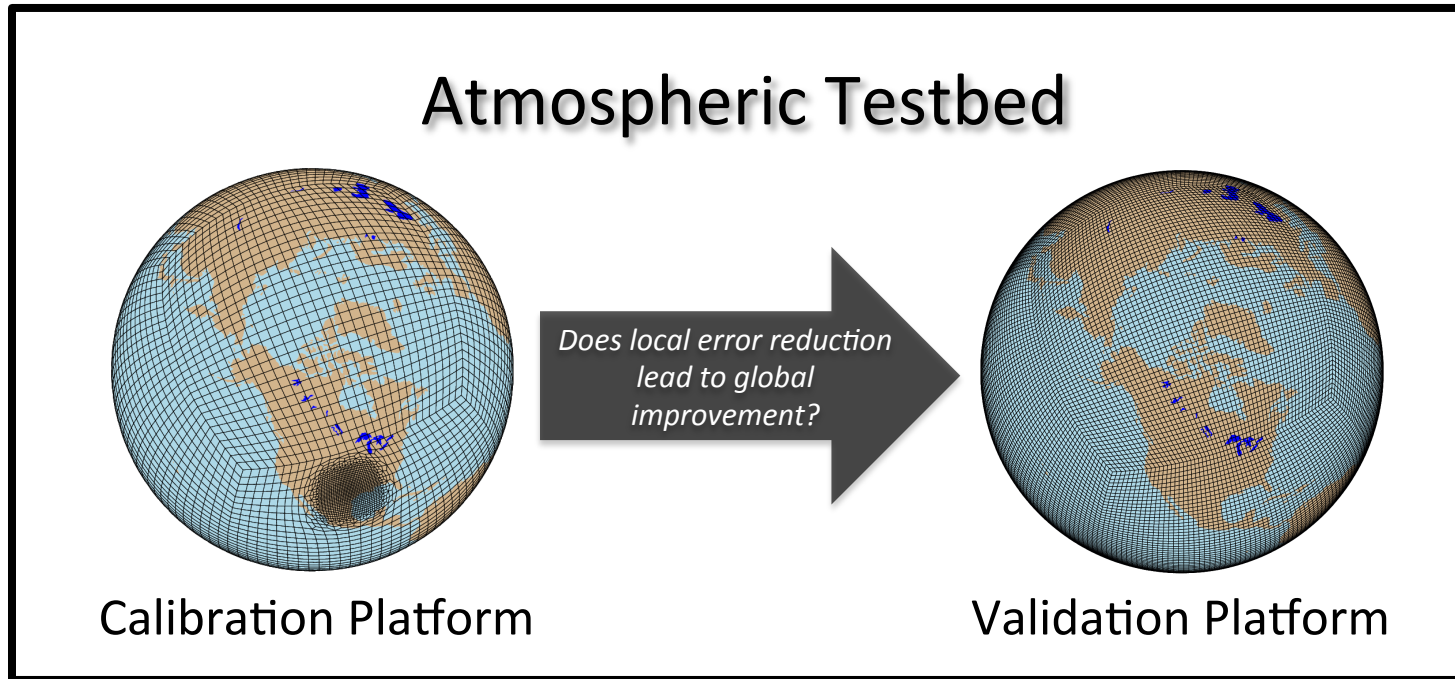 Atmospheric Testbed
Does local error reduction
lead to global
improvement?
Calibration Platform
Validation Platform